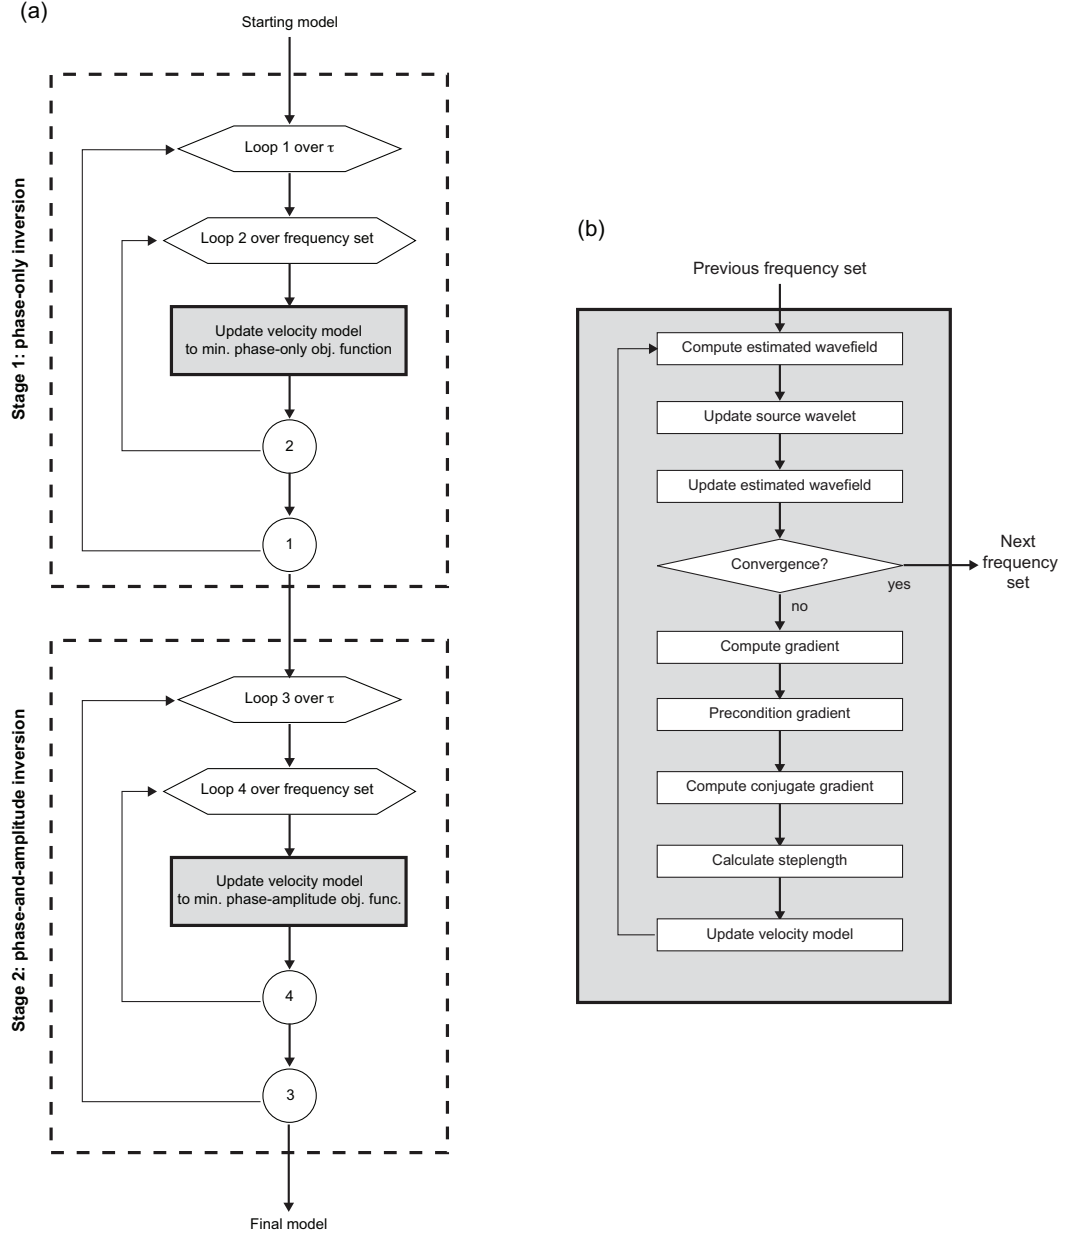 (a)
Starting model
Stage 1: phase-only inversion
Loop 1 over τ
Loop 2 over frequency set
Update velocity model
to min. phase-only obj. function
2
1
Stage 2: phase-and-amplitude inversion
Loop 3 over τ
Loop 4 over frequency set
Update velocity model
to min. phase-amplitude obj. func.
4
3
Final model
(b)
Previous frequency set
Compute estimated wavefield
Update source wavelet
Update estimated wavefield
Convergence?
yes
Next
frequency
set
no
Compute gradient
Precondition gradient
Compute conjugate gradient
Calculate steplength
Update velocity model